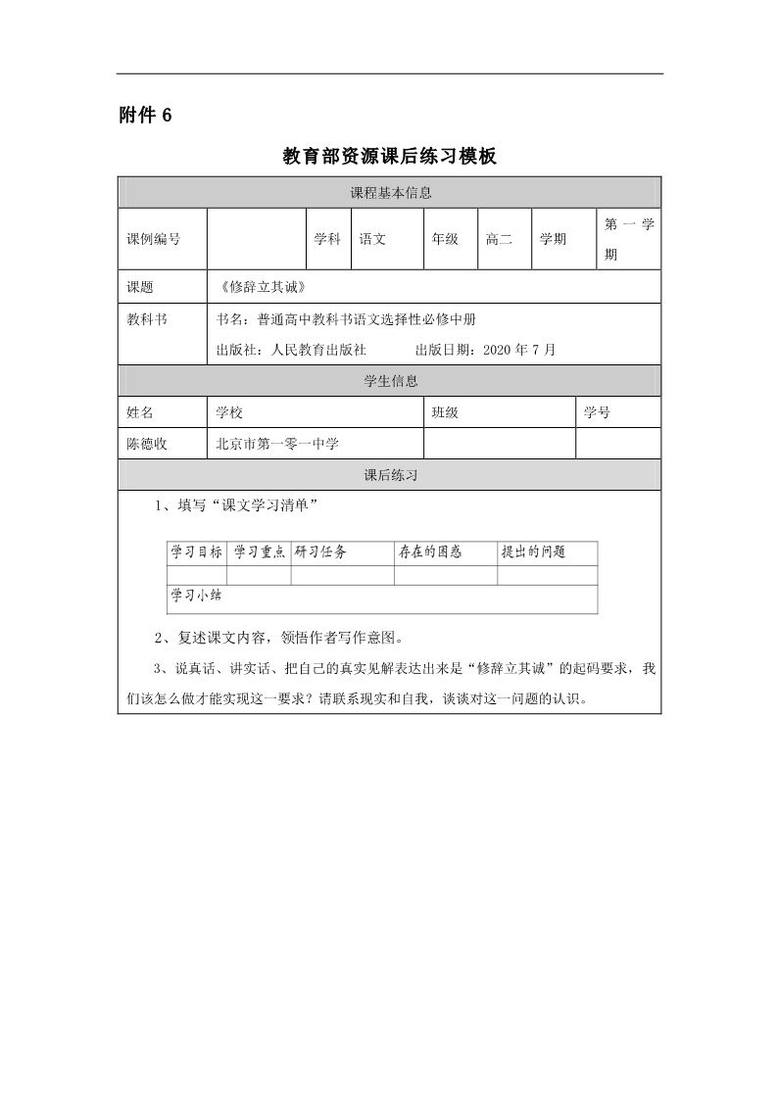 附件 6
教育部资源课后练习模板
课程基本信息
课例编号 学科 语文 年级 高二 学期 第一学
期
课题 《修辞立其诚》
教科书 书名：普通高中教科书语文选择性必修中册
出版社：人民教育出版社 出版日期：2020 年 7 月
学生信息
姓名 学校 班级 学号
陈德收 北京市第一零一中学
课后练习
1、填写“课文学习清单”
学习目标 学习重点 研习任务 存在的困惑 提出的问题
学习小结
2、复述课文内容，领悟作者写作意图。
3、说真话、讲实话、把自己的真实见解表达出来是“修辞立其诚”的起码要求，我
们该怎么做才能实现这一要求？请联系现实和自我，谈谈对这一问题的认识。